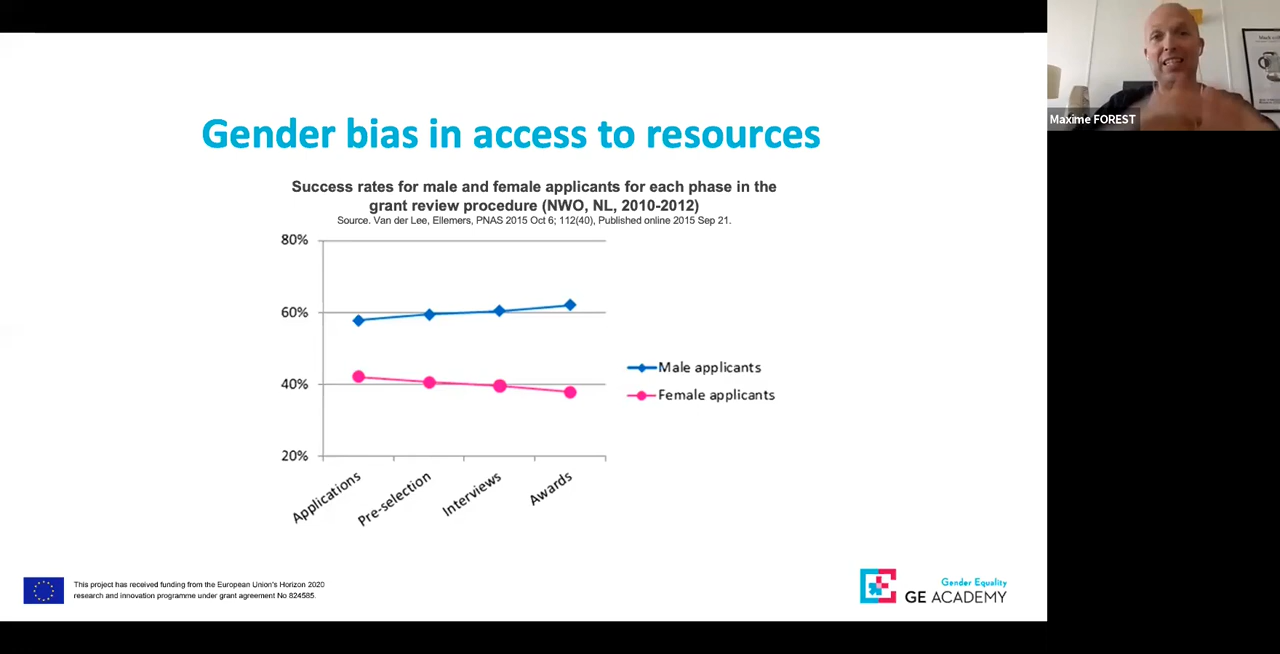 Gender bias in access to resources
Success rates for male and female applicants for each phase in the
grant review procedure (NWO, NL, 2010-2012)
Source. Van der Lee, Ellemers, PNAS 2015 Oct 6; 112(40), Published online 2015 Sep 21.
80%
60%
40%
20%
Applications
Pre-selection
Interviews
Awards
Male applicants
Female applicants
This project has received funding from the European Union's Horizon 2020
research and innovation programme under grant agreement No 824585.
Gender Equality
GE ACADEMY
Maxime FOREST